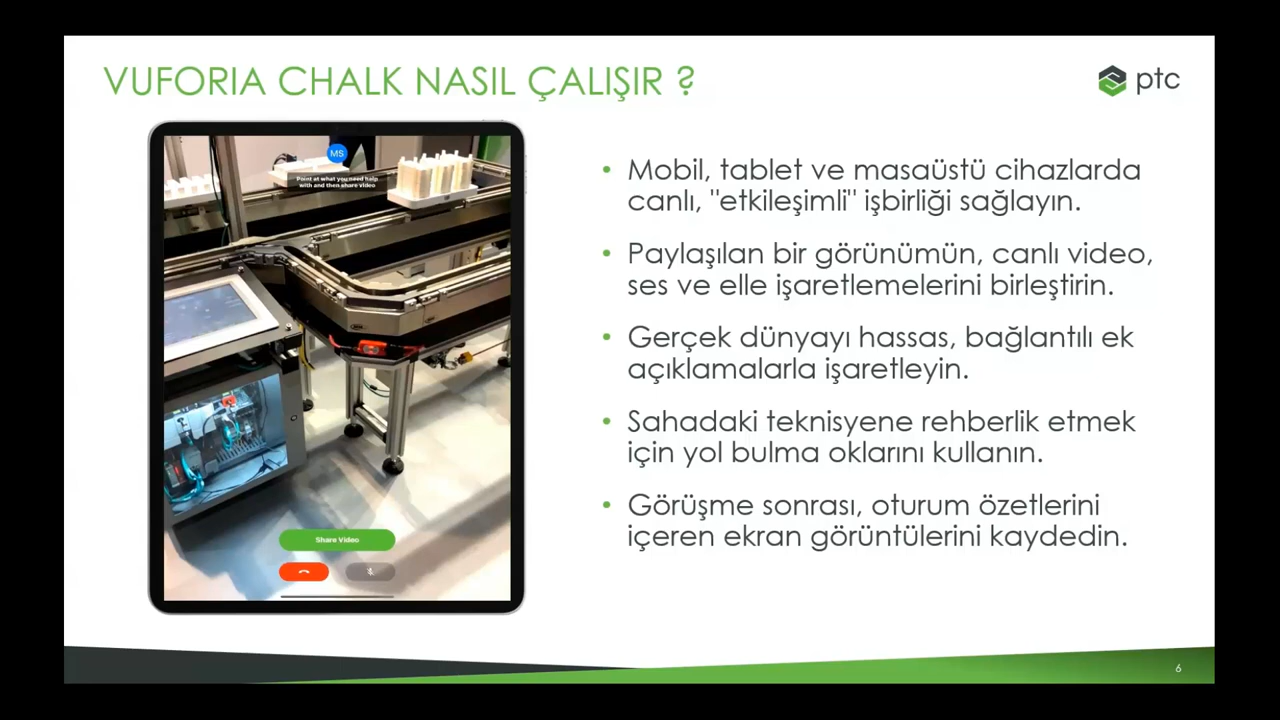 VUFORIA CHALK NASIL ÇALIŞIR ?
ptc
MS
Point at what you need help
with and then share video
Share Video
• Mobil, tablet ve masaüstü cihazlarda
canlı, "etkileşimli" işbirliği sağlayın.
• Paylaşılan bir görünümün, canlı video,
ses ve elle işaretlemelerini birleştirin.
• Gerçek dünyayı hassas, bağlantılı ek
açıklamalarla işaretleyin.
• Sahadaki teknisyene rehberlik etmek
için yol bulma oklarını kullanın.
• Görüşme sonrası, oturum özetlerini
içeren ekran görüntülerini kaydedin.
6